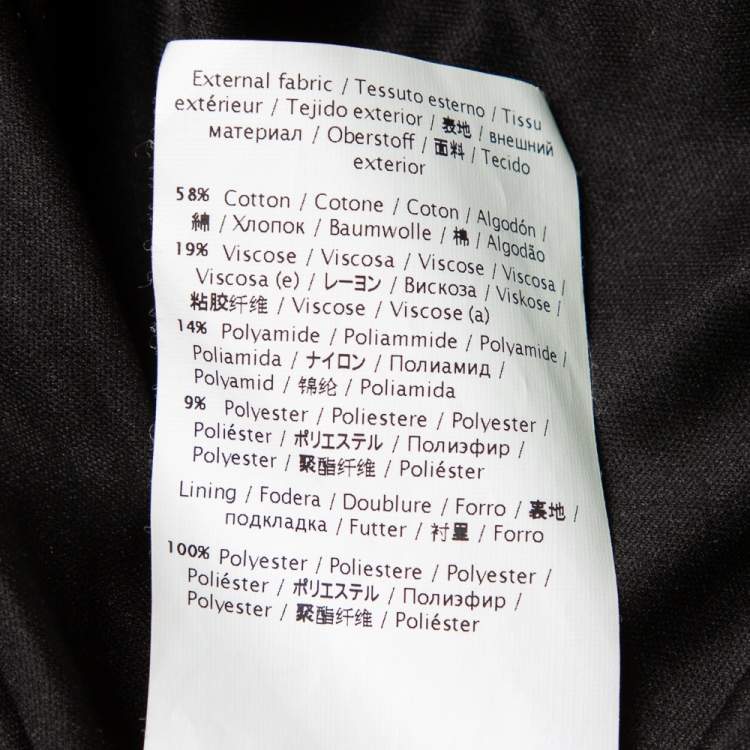 External fabric / Tessuto esterno / Tissu
extérieur / Tejido exterior / 表地 / внешний
материал / Oberstoff / 面料 / Tecido
exterior
58% Cotton / Cotone / Coton / Algodón /
綿 / Хлопок / Baumwolle / 棉 / Algodão
19% Viscose / Viscosa / Viscose / Viscosa /
Viscosa (e) / レーヨン / Вискоза / Viskose /
粘胶纤维 / Viscose / Viscose (a)
14% Polyamide / Poliammide / Polyamide /
Poliamida / ナイロン / Полиамид /
Polyamid / 锦纶 / Poliamida
9% Polyester / Poliestere / Polyester /
Poliéster / ポリエステル / Полиэфир /
Polyester / 聚酯纤维 / Poliéster
Lining / Fodera / Doublure / Forro / 裏地 /
подкладка / Futter / 衬里 / Forro
100% Polyester / Poliestere / Polyester /
Poliéster / ポリエステル / Полиэфир /
Polyester / 聚酯纤维 / Poliéster